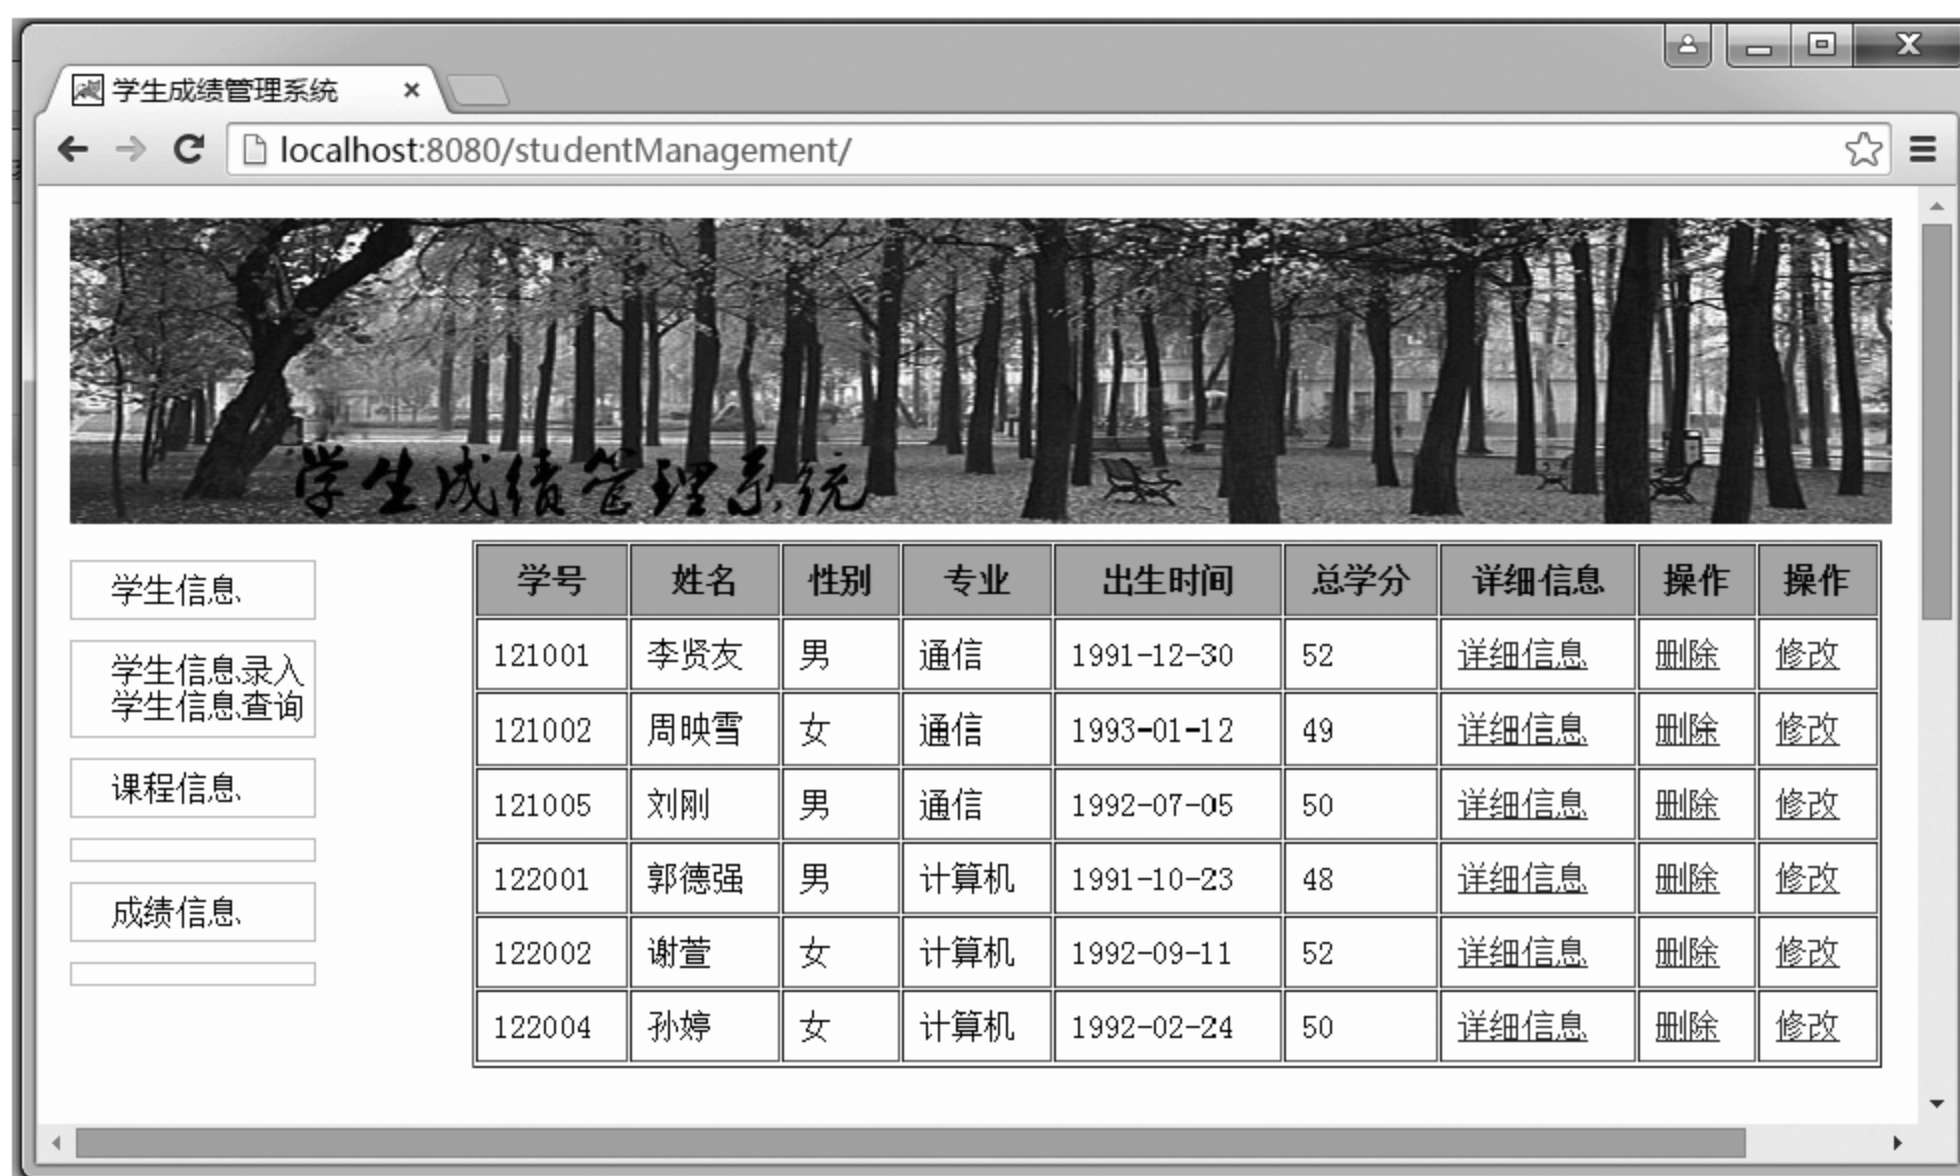 学生成绩管理系统
localhost:8080/studentManagement/
学生成绩管理系统
学生信息
学生信息录入
学生信息查询
课程信息
成绩信息
学号 姓名 性别 专业 出生时间 总学分 详细信息 操作 操作
121001 李贤友 男 通信 1991-12-30 52 详细信息 删除 修改
121002 周映雪 女 通信 1993-01-12 49 详细信息 删除 修改
121005 刘刚 男 通信 1992-07-05 50 详细信息 删除 修改
122001 郭德强 男 计算机 1991-10-23 48 详细信息 删除 修改
122002 谢萱 女 计算机 1992-09-11 52 详细信息 删除 修改
122004 孙婷 女 计算机 1992-02-24 50 详细信息 删除 修改